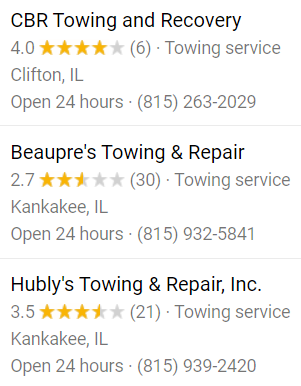 CBR Towing and Recovery
4.0 (6) · Towing service
Clifton, IL
Open 24 hours · (815) 263-2029
Beaupre's Towing & Repair
2.7 (30) · Towing service
Kankakee, IL
Open 24 hours · (815) 932-5841
Hubly's Towing & Repair, Inc.
3.5 (21) · Towing service
Kankakee, IL
Open 24 hours · (815) 939-2420